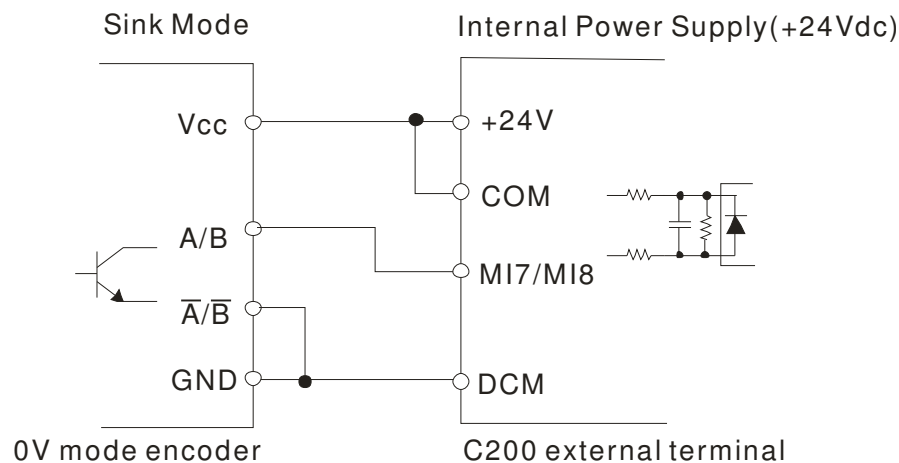 Sink Mode
Internal Power Supply(+24Vdc)
Vcc
+24V
COM
A/B
MI7/MI8
A̅/B̅
GND
DCM
0V mode encoder
C200 external terminal